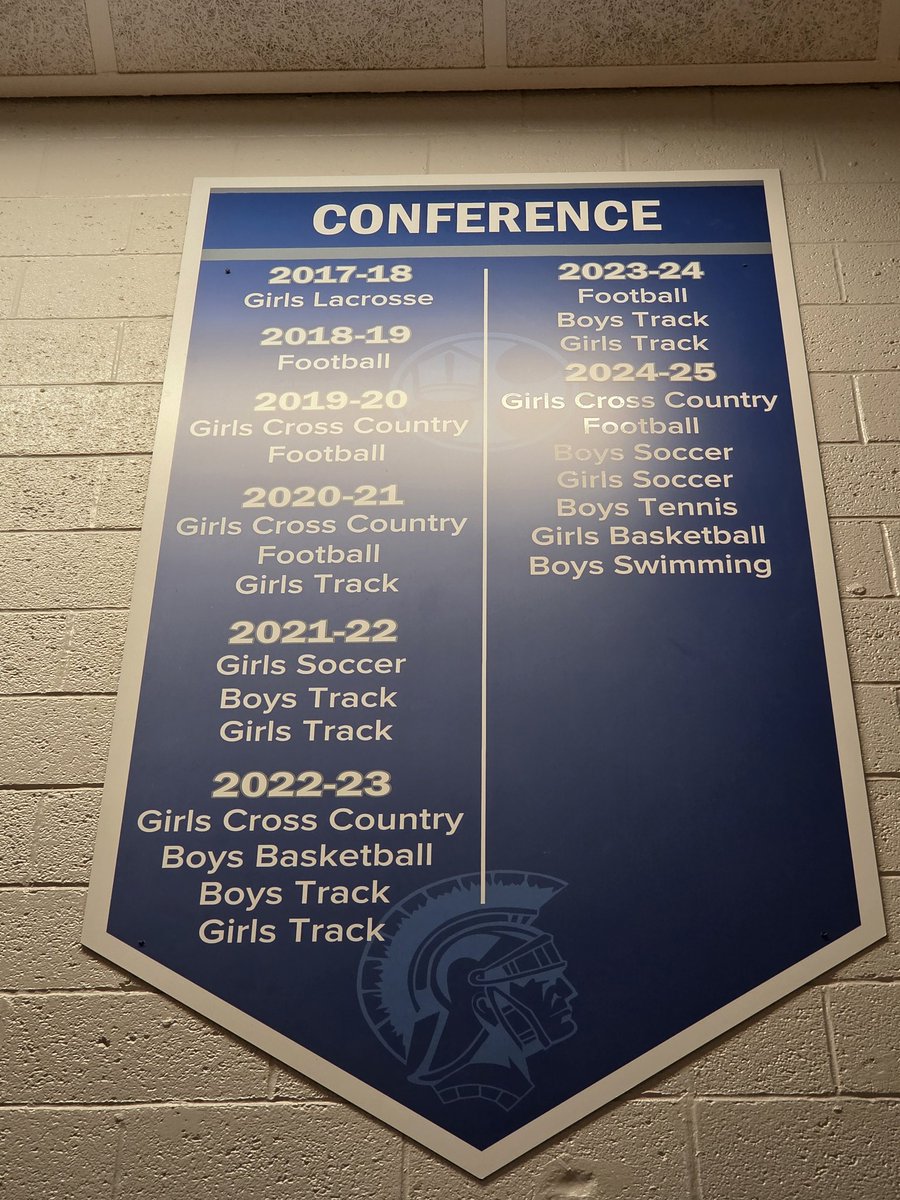 CONFERENCE
2017-18
Girls Lacrosse
2018-19
Football
2019-20
Girls Cross Country
Football
2020-21
Girls Cross Country
Football
Girls Track
2021-22
Girls Soccer
Boys Track
Girls Track
2022-23
Girls Cross Country
Boys Basketball
Boys Track
Girls Track
2023-24
Football
Boys Track
Girls Track
2024-25
Girls Cross Country
Football
Boys Soccer
Girls Soccer
Boys Tennis
Girls Basketball
Boys Swimming